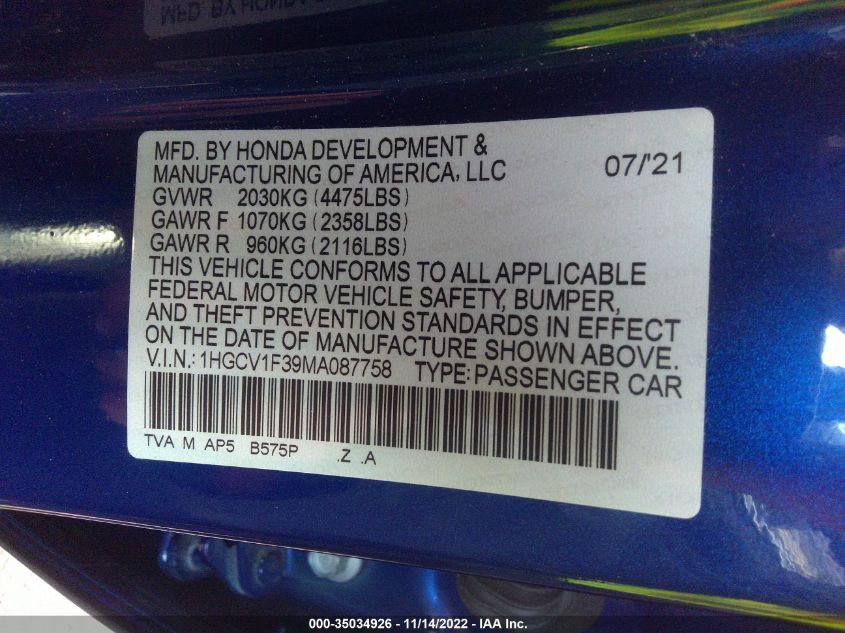 MFD. BY HONDA DEVELOPMENT &
MANUFACTURING OF AMERICA, LLC 07/'21
GVWR 2030KG (4475LBS)
GAWR F 1070KG (2358LBS)
GAWR R 960KG (2116LBS)
THIS VEHICLE CONFORMS TO ALL APPLICABLE
FEDERAL MOTOR VEHICLE SAFETY, BUMPER,
AND THEFT PREVENTION STANDARDS IN EFFECT
ON THE DATE OF MANUFACTURE SHOWN ABOVE.
V.I.N.: 1HGCV1F39MA087758 TYPE: PASSENGER CAR
TVA M AP5 B575P .Z .A
000-35034926 - 11/14/2022 - IAA Inc.